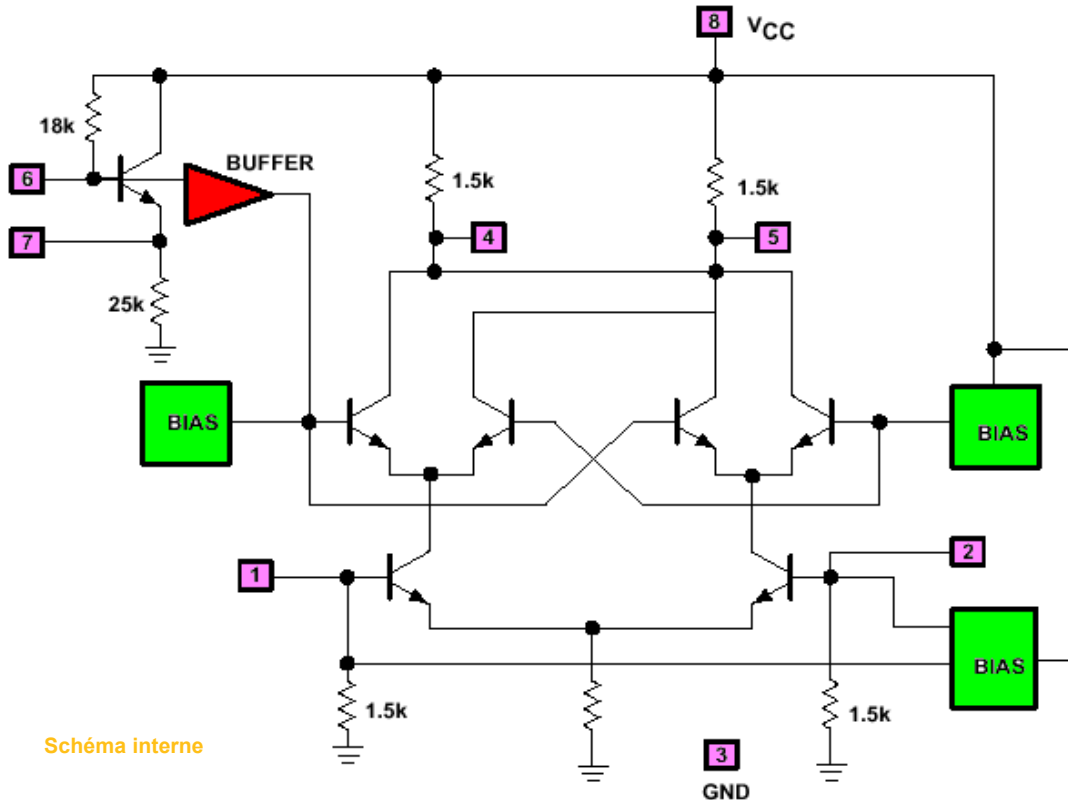 8 VCC
18k
BUFFER
6
1.5k
1.5k
7
4
5
25k
BIAS
BIAS
1
2
BIAS
1.5k
1.5k
Schéma interne
3
GND